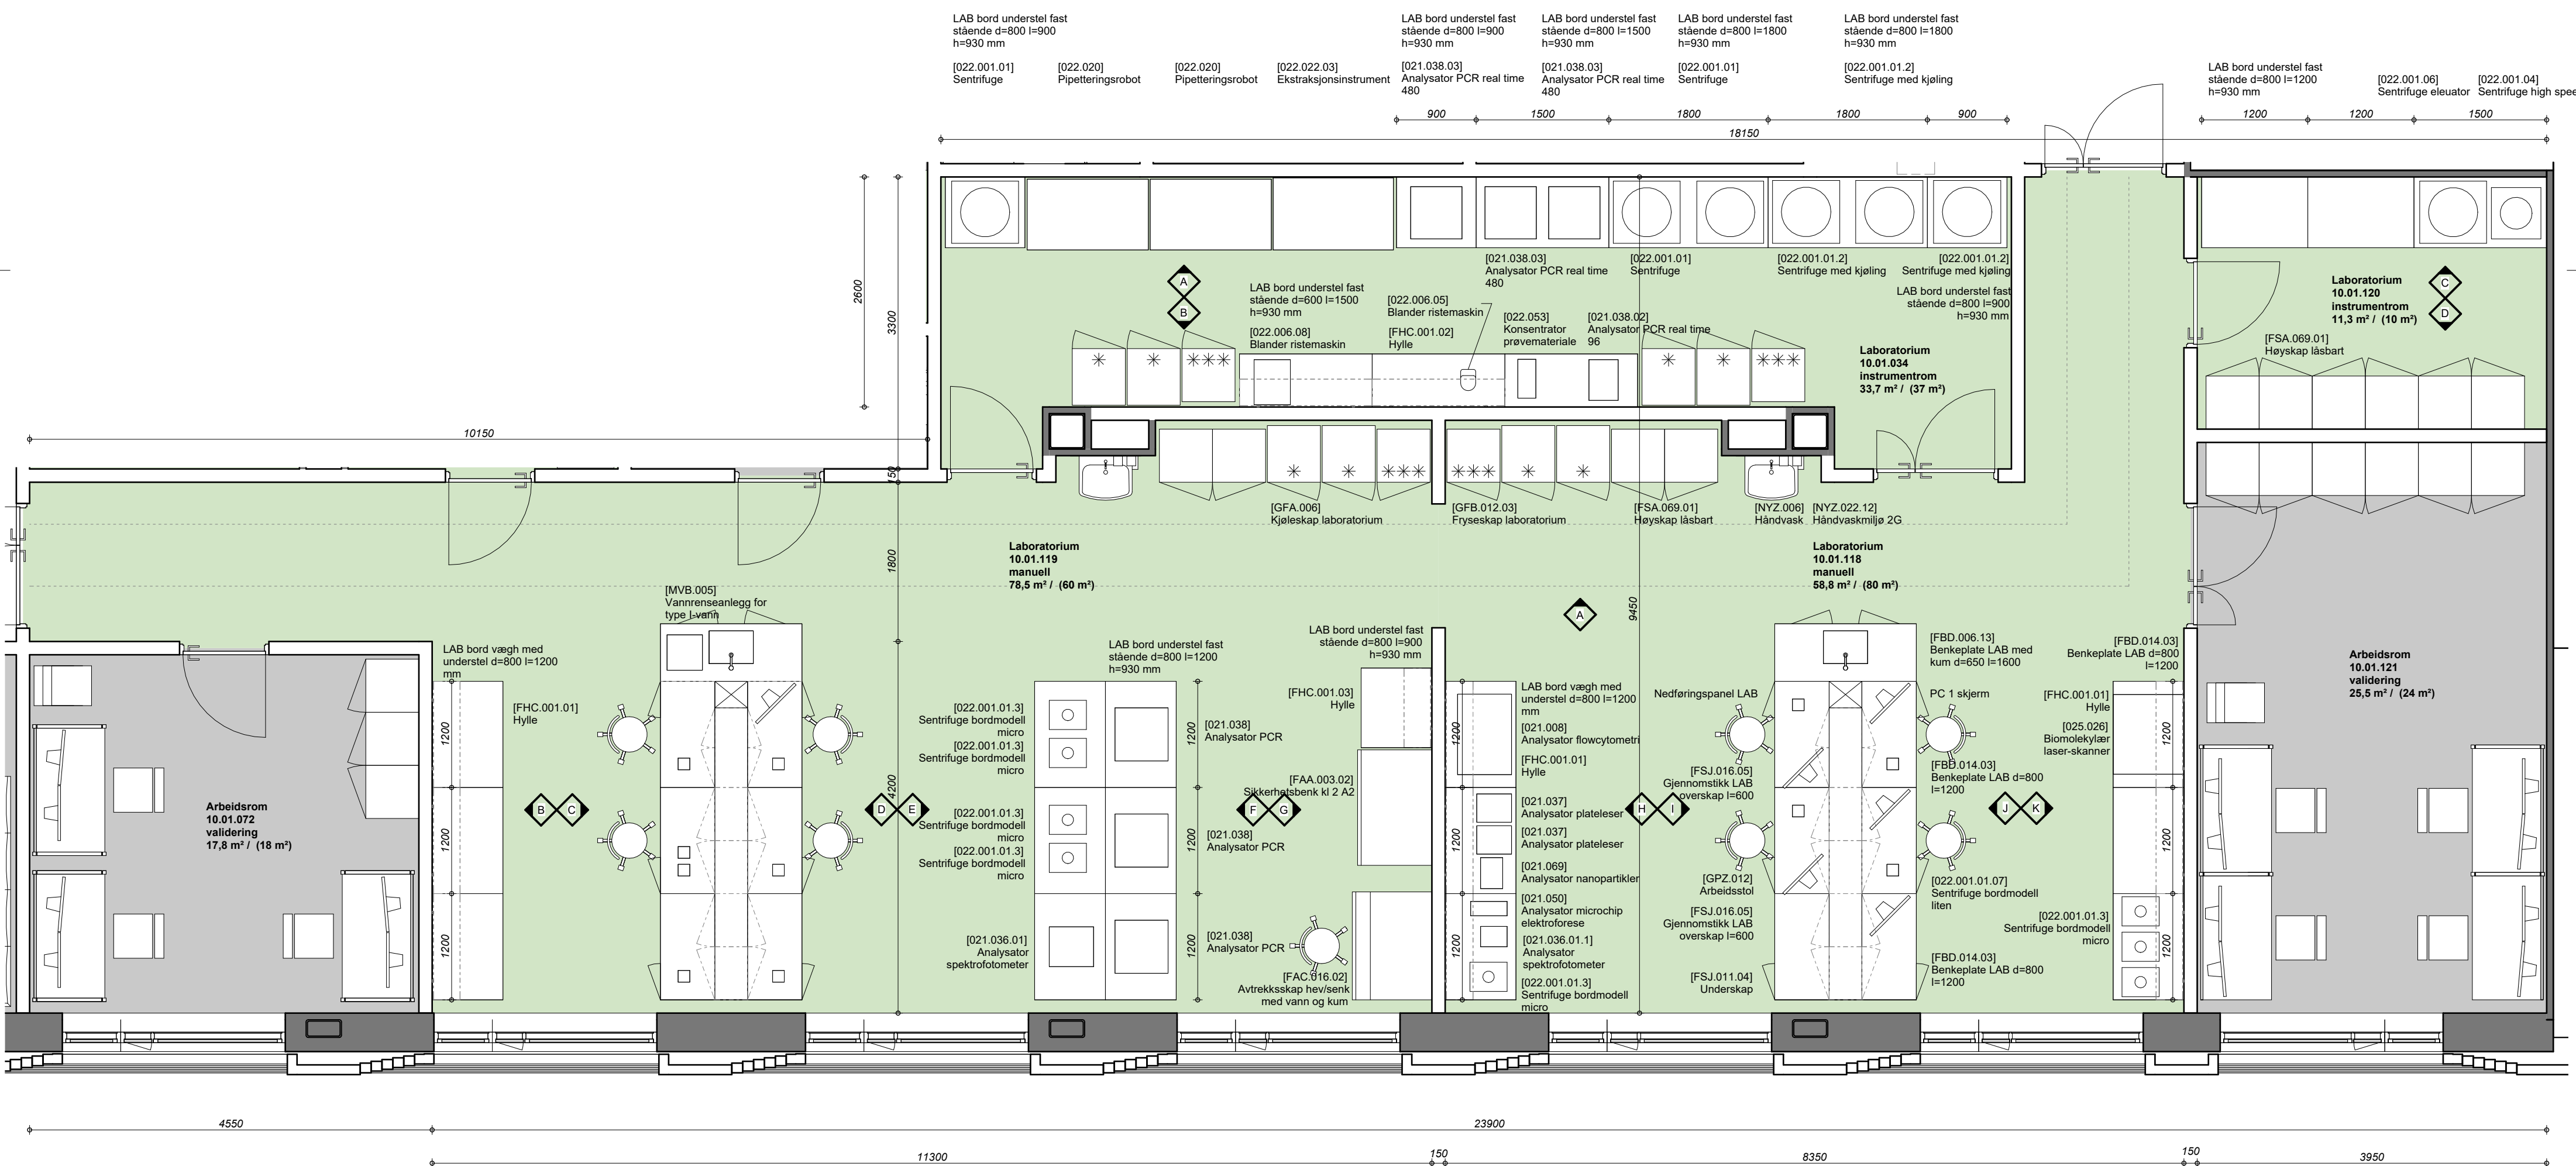 LAB bord understel fast
stående d=800 l=900
h=930 mm
[022.001.01]
Sentrifuge
[022.020]
Pipetteringsrobot
[022.020]
Pipetteringsrobot
[022.022.03]
Ekstraksjonsinstrument
LAB bord understel fast
stående d=800 l=900
h=930 mm
[021.038.03]
Analysator PCR real time
480
LAB bord understel fast
stående d=800 l=1500
h=930 mm
[021.038.03]
Analysator PCR real time
480
LAB bord understel fast
stående d=800 l=1800
h=930 mm
[022.001.01]
Sentrifuge
LAB bord understel fast
stående d=800 l=1800
h=930 mm
[022.001.01.2]
Sentrifuge med kjøling
LAB bord understel fast
stående d=800 l=1200
h=930 mm
[022.001.06]
Sentrifuge eleuator
[022.001.04]
Sentrifuge high spee
900
1500
1800
1800
900
1200
1200
1500
18150
2600
3300
[021.038.03]
Analysator PCR real time
480
[022.001.01]
Sentrifuge
[022.001.01.2]
Sentrifuge med kjøling
[022.001.01.2]
Sentrifuge med kjøling
LAB bord understel fast
stående d=800 l=900
h=930 mm
A
B
LAB bord understel fast
stående d=600 l=1500
h=930 mm
[022.006.08]
Blander ristemaskin
[022.006.05]
Blander ristemaskin
[FHC.001.02]
Hylle
[022.053]
Konsentrator
prøvemateriale
[021.038.02]
Analysator PCR real time
96
Laboratorium
10.01.034
instrumentrom
33,7 m² / (37 m²)
Laboratorium
10.01.120
instrumentrom
11,3 m² / (10 m²)
C
D
[FSA.069.01]
Høyskap låsbart
10150
150
[GFA.006]
Kjøleskap laboratorium
[GFB.012.03]
Fryseskap laboratorium
[FSA.069.01]
Høyskap låsbart
[NYZ.006]
Håndvask
[NYZ.022.12]
Håndvaskmiljø 2G
1800
Laboratorium
10.01.119
manuell
78,5 m² / (60 m²)
Laboratorium
10.01.118
manuell
58,8 m² / (80 m²)
9450
A
[MVB.005]
Vannrenseanlegg for
type I-vann
LAB bord vægh med
understel d=800 l=1200
mm
[FHC.001.01]
Hylle
1200
1200
1200
Arbeidsrom
10.01.072
validering
17,8 m² / (18 m²)
B
C
D
E
4200
LAB bord understel fast
stående d=800 l=1200
h=930 mm
[022.001.01.3]
Sentrifuge bordmodell
micro
[022.001.01.3]
Sentrifuge bordmodell
micro
[022.001.01.3]
Sentrifuge bordmodell
micro
[022.001.01.3]
Sentrifuge bordmodell
micro
[021.036.01]
Analysator
spektrofotometer
1200
1200
1200
[021.038]
Analysator PCR
[021.038]
Analysator PCR
[021.038]
Analysator PCR
LAB bord understel fast
stående d=800 l=900
h=930 mm
[FHC.001.03]
Hylle
[FAA.003.02]
Sikkerhetsbenk kl 2 A2
F
G
[FAC.016.02]
Avtrekksskap hev/senk
med vann og kum
1200
1200
1200
LAB bord vægh med
understel d=800 l=1200
mm
[021.008]
Analysator flowcytometri
[FHC.001.01]
Hylle
[021.037]
Analysator plateleser
[021.037]
Analysator plateleser
[021.069]
Analysator nanopartikler
[021.050]
Analysator microchip
elektroforese
[021.036.01.1]
Analysator
spektrofotometer
[022.001.01.3]
Sentrifuge bordmodell
micro
H
I
Nedføringspanel LAB
[FSJ.016.05]
Gjennomstikk LAB
overskap l=600
[GPZ.012]
Arbeidsstol
[FSJ.016.05]
Gjennomstikk LAB
overskap l=600
[FSJ.011.04]
Underskap
[FBD.006.13]
Benkeplate LAB med
kum d=650 l=1600
PC 1 skjerm
[FBD.014.03]
Benkeplate LAB d=800
l=1200
[022.001.01.07]
Sentrifuge bordmodell
liten
[FBD.014.03]
Benkeplate LAB d=800
l=1200
J
K
[FBD.014.03]
Benkeplate LAB d=800
l=1200
[FHC.001.01]
Hylle
[025.026]
Biomolekylær
laser-skanner
[022.001.01.3]
Sentrifuge bordmodell
micro
1200
1200
1200
Arbeidsrom
10.01.121
validering
25,5 m² / (24 m²)
4550
23900
11300
150
8350
150
3950